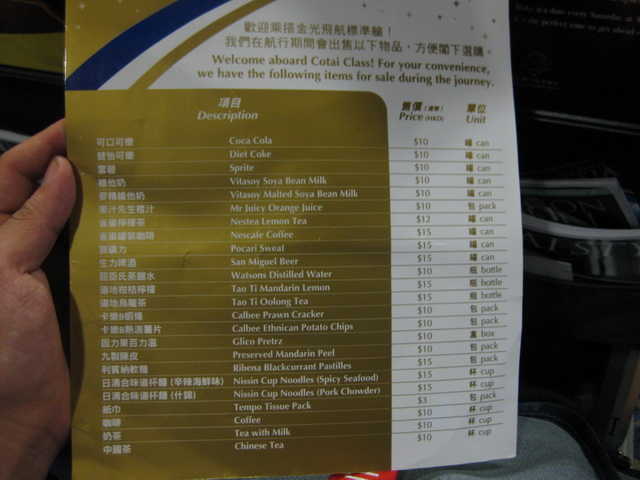 歡迎乘搭金光飛航標準艙！
我們在航行期間會出售以下物品，方便閣下選購。
Welcome aboard Cotai Class! For your convenience,
we have the following items for sale during the journey.
項目 售價（港幣） 單位
Description Price (HKD) Unit
可口可樂 Coca Cola $10 罐 can
健怡可樂 Diet Coke $10 罐 can
雪碧 Sprite $10 罐 can
維他奶 Vitasoy Soya Bean Milk $10 罐 can
麥精維他奶 Vitasoy Malted Soya Bean Milk $10 罐 can
果汁先生橙汁 Mr Juicy Orange Juice $10 包 pack
雀巢檸檬茶 Nestea Lemon Tea $12 罐 can
雀巢罐裝咖啡 Nescafe Coffee $15 罐 can
寶礦力 Pocari Sweat $15 罐 can
生力啤酒 San Miguel Beer $15 罐 can
屈臣氏蒸餾水 Watsons Distilled Water $10 瓶 bottle
道地柑桔檸檬 Tao Ti Mandarin Lemon $15 瓶 bottle
道地烏龍茶 Tao Ti Oolong Tea $15 瓶 bottle
卡樂B蝦條 Calbee Prawn Cracker $10 包 pack
卡樂B熱浪薯片 Calbee Ethnican Potato Chips $10 包 pack
固力果百力滋 Glico Pretrz $10 盒 box
九製陳皮 Preserved Mandarin Peel $10 包 pack
利賓納軟糖 Ribena Blackcurrant Pastilles $15 包 pack
日清合味道杯麵 (辛辣海鮮味) Nissin Cup Noodles (Spicy Seafood) $15 杯 cup
日清合味道杯麵 (什錦) Nissin Cup Noodles (Pork Chowder) $15 杯 cup
紙巾 Tempo Tissue Pack $3 包 pack
咖啡 Coffee $10 杯 cup
奶茶 Tea with Milk $10 杯 cup
中國茶 Chinese Tea $10 杯 cup